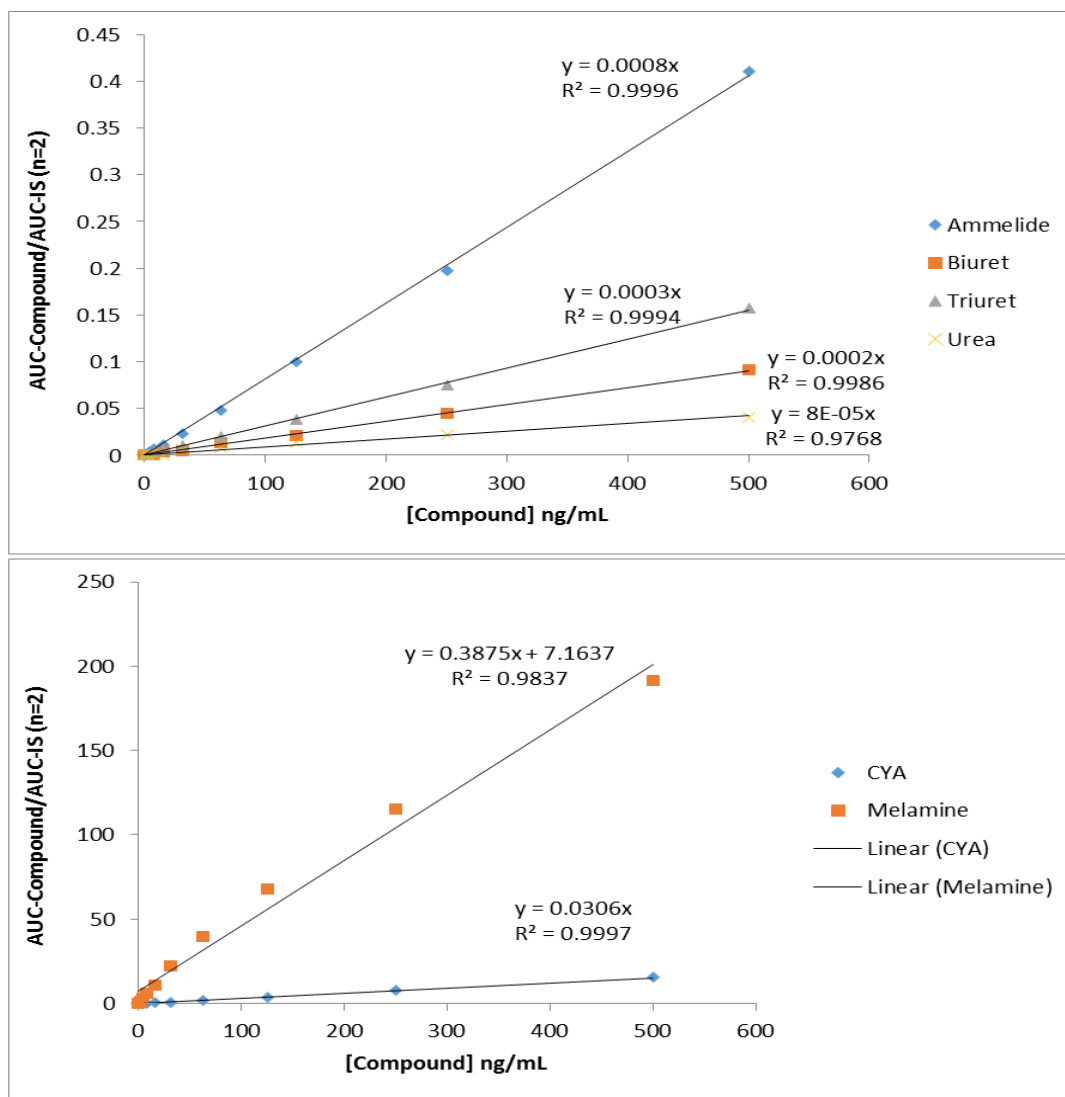 0.45
0.4
0.35
0.3
0.25
0.2
0.15
0.1
0.05
0
AUC-Compound/AUC-IS (n=2)
y = 0.0008x
R² = 0.9996
y = 0.0003x
R² = 0.9994
y = 0.0002x
R² = 0.9986
y = 8E-05x
R² = 0.9768
Ammelide
Biuret
Triuret
Urea
0 100 200 300 400 500 600
[Compound] ng/mL
250
200
150
100
50
0
AUC-Compound/AUC-IS (n=2)
y = 0.3875x + 7.1637
R² = 0.9837
y = 0.0306x
R² = 0.9997
CYA
Melamine
Linear (CYA)
Linear (Melamine)
0 100 200 300 400 500 600
[Compound] ng/mL